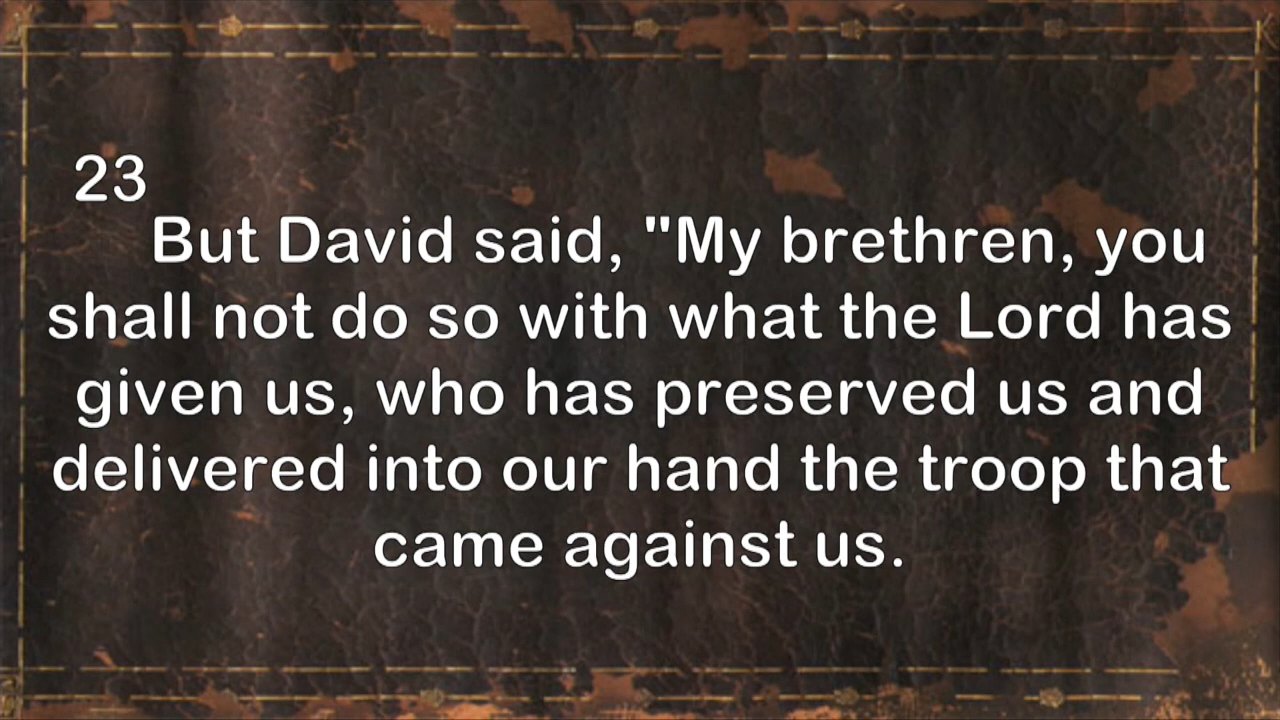 23
But David said, "My brethren, you
shall not do so with what the Lord has
given us, who has preserved us and
delivered into our hand the troop that
came against us.